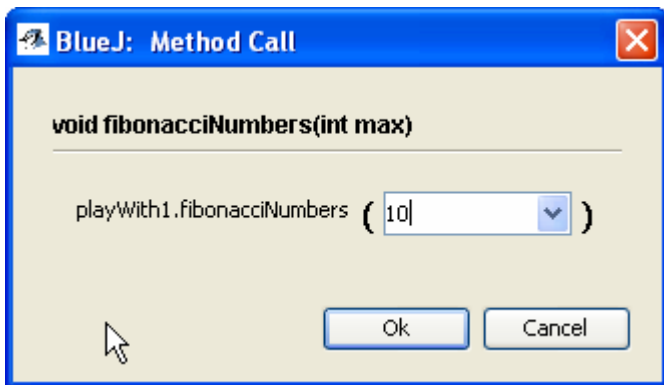 BlueJ: Method Call
void fibonacciNumbers(int max)
playWith1.fibonacciNumbers ( 10 )
Ok Cancel